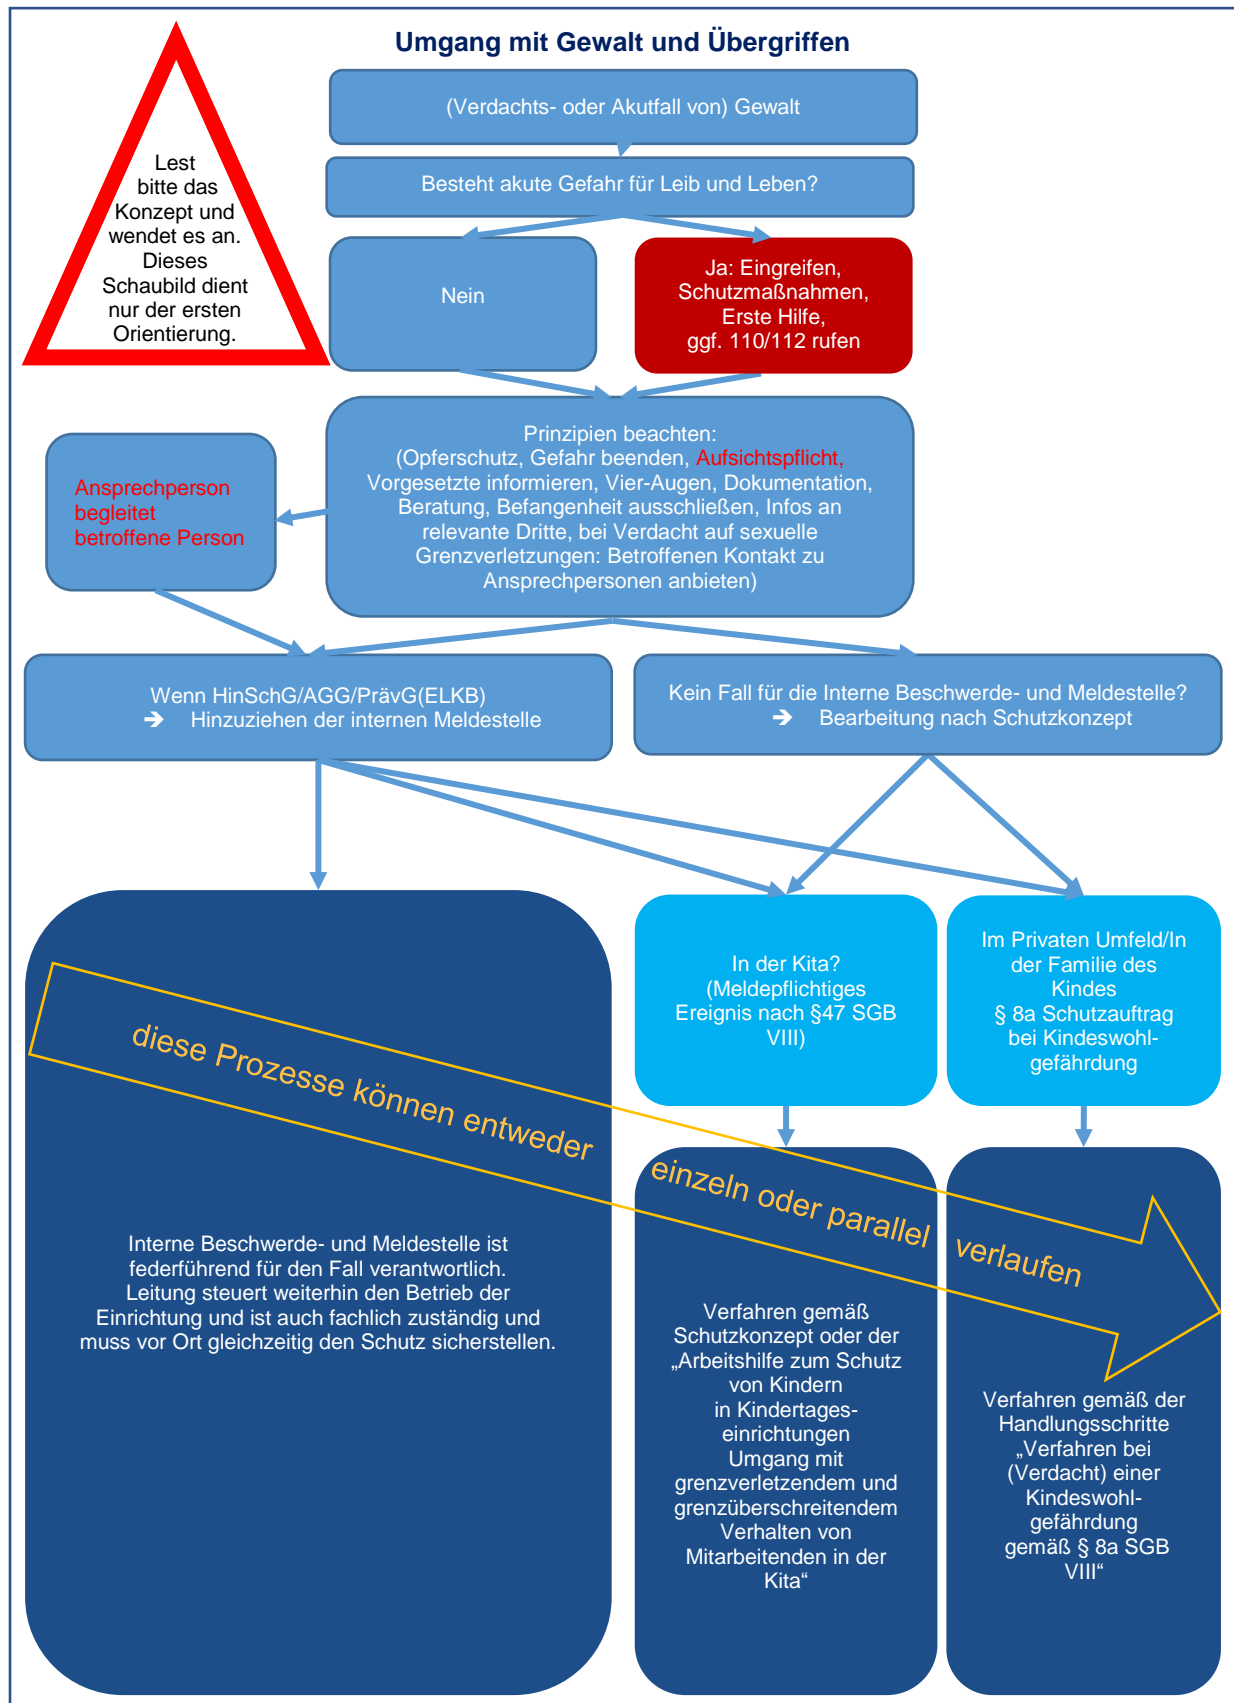 Umgang mit Gewalt und Übergriffen
Lest
bitte das
Konzept und
wendet es an.
Dieses
Schaubild dient
nur der ersten
Orientierung.
(Verdachts- oder Akutfall von) Gewalt
Besteht akute Gefahr für Leib und Leben?
Nein
Ja: Eingreifen,
Schutzmaßnahmen,
Erste Hilfe,
ggf. 110/112 rufen
Prinzipien beachten:
(Opferschutz, Gefahr beenden, Aufsichtspflicht,
Vorgesetzte informieren, Vier-Augen, Dokumentation,
Beratung, Befangenheit ausschließen, Infos an
relevante Dritte, bei Verdacht auf sexuelle
Grenzverletzungen: Betroffenen Kontakt zu
Ansprechpersonen anbieten)
Ansprechperson
begleitet
betroffene Person
Wenn HinSchG/AGG/PrävG(ELKB)
➔ Hinzuziehen der internen Meldestelle
Kein Fall für die Interne Beschwerde- und Meldestelle?
➔ Bearbeitung nach Schutzkonzept
In der Kita?
(Meldepflichtiges
Ereignis nach §47 SGB
VIII)
Im Privaten Umfeld/In
der Familie des
Kindes
§ 8a Schutzauftrag
bei Kindeswohl-
gefährdung
diese Prozesse können entweder einzeln oder parallel verlaufen
Interne Beschwerde- und Meldestelle ist
federführend für den Fall verantwortlich.
Leitung steuert weiterhin den Betrieb der
Einrichtung und ist auch fachlich zuständig und
muss vor Ort gleichzeitig den Schutz sicherstellen.
Verfahren gemäß
Schutzkonzept oder der
„Arbeitshilfe zum Schutz
von Kindern
in Kindertages-
einrichtungen
Umgang mit
grenzverletzendem und
grenzüberschreitendem
Verhalten von
Mitarbeitenden in der
Kita“
Verfahren gemäß der
Handlungsschritte
„Verfahren bei
(Verdacht) einer
Kindeswohl-
gefährdung
gemäß § 8a SGB
VIII“